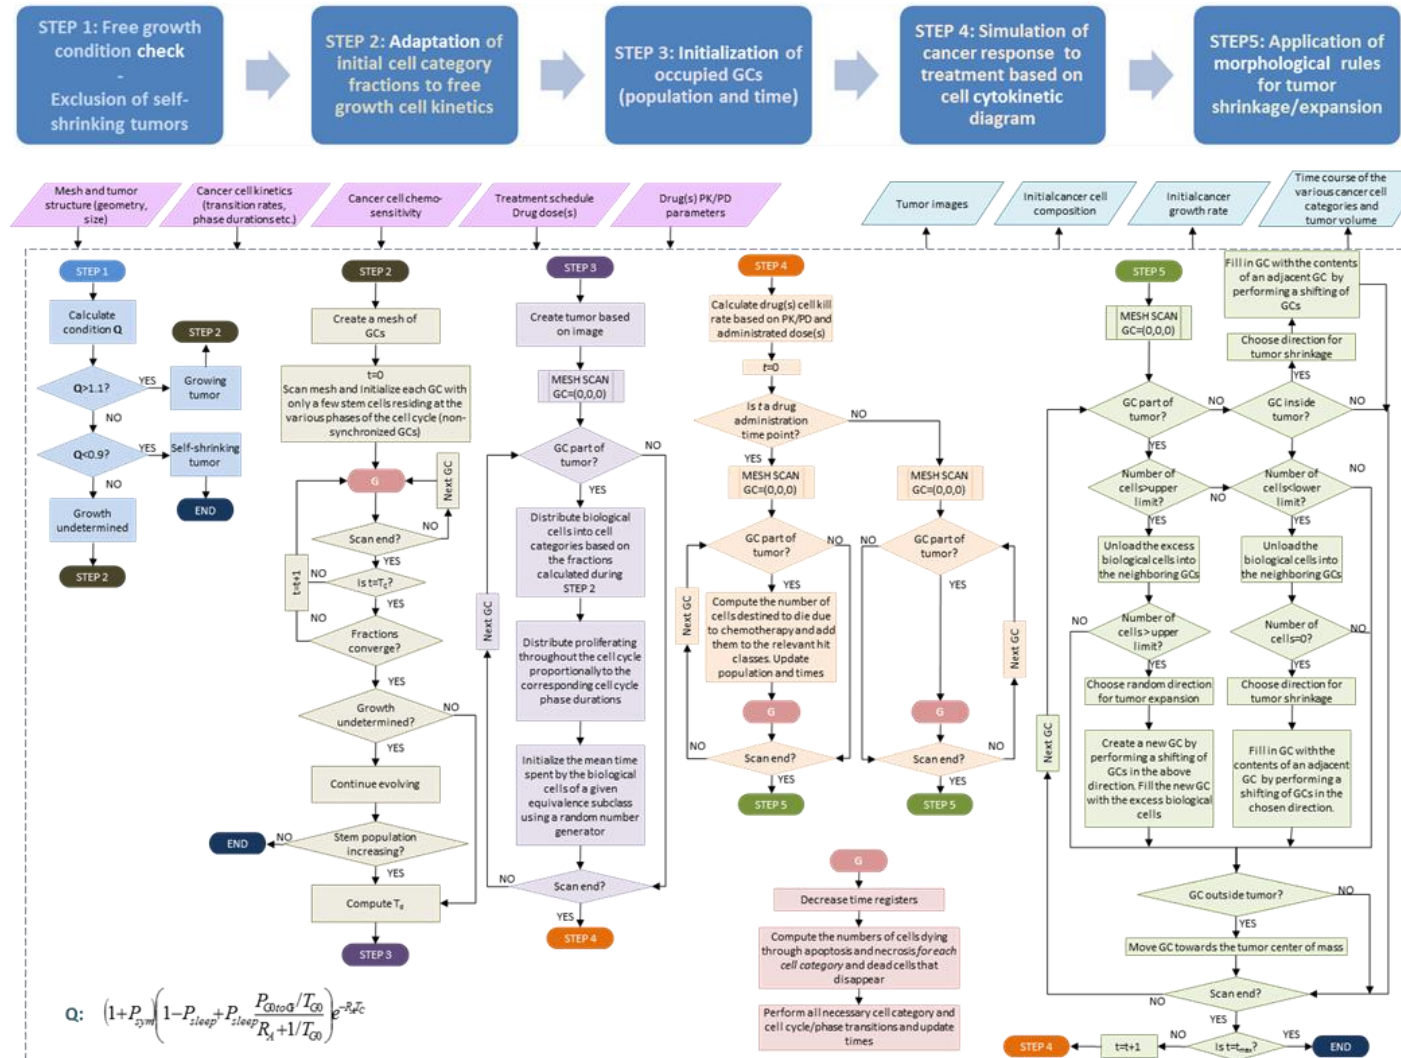 STEP 1: Free growth
condition check
-
Exclusion of self-
shrinking tumors
STEP 2: Adaptation of
initial cell category
fractions to free
growth cell kinetics
STEP 3: Initialization of
occupied GCs
(population and time)
STEP 4: Simulation of
cancer response to
treatment based on
cell cytokinetic
diagram
STEP5: Application of
morphological rules
for tumor
shrinkage/expansion
Mesh and tumor
structure (geometry,
size)
Cancer cell kinetics
(transition rates,
phase durations etc.)
Cancer cell chemo-
sensitivity
Treatment schedule
Drug dose(s)
Drug(s) PK/PD
parameters
Tumor images
Initialcancer cell
composition
Initialcancer
growth rate
Time course of
the various
cancer cell
categories and
tumor volume
STEP 1
Calculate
condition Q
Q>1.1?
YES
Growing
tumor
STEP 2
NO
Q<0.9?
YES
Self-shrinking
tumor
END
NO
Growth
undetermined
STEP 2
STEP 2
Create a mesh of
GCs
t=0
Scan mesh and Initialize each GC with
only a few stem cells residing at the
various phases of the cell cycle (non-
synchronized GCs)
G
Next GC
Scan end?
NO
YES
t=t+1
NO
Is t=Tc?
YES
NO
Fractions
converge?
Growth
undetermined?
NO
YES
Continue evolving
Stem population
increasing?
NO
END
YES
Compute Td
STEP 3
STEP 3
Create tumor based
on image
MESH SCAN
GC=(0,0,0)
GC part of
tumor?
NO
YES
Distribute biological
cells into cell
categories based on
the fractions
calculated during
STEP 2
Next GC
Distribute proliferating
throughout the cell cycle
proportionally to the
corresponding cell cycle
phase durations
Initialize the mean time
spent by the biological
cells of a given
equivalence subclass
using a random number
generator
NO
Scan end?
YES
STEP 4
STEP 4
Calculate drug(s) cell kill
rate based on PK/PD and
administrated dose(s)
t=0
Is t a drug
administration
time point?
NO
YES
MESH SCAN
GC=(0,0,0)
GC part of
tumor?
NO
YES
Next GC
Compute the number of
cells destined to die due
to chemotherapy and add
them to the relevant hit
classes. Update
population and times
G
NO
Scan end?
YES
STEP 5
MESH SCAN
GC=(0,0,0)
NO
GC part of
tumor?
YES
Next GC
G
Scan end?
NO
YES
STEP 5
G
Decrease time registers
Compute the numbers of cells dying
through apoptosis and necrosis for each
cell category and dead cells that
disappear
Perform all necessary cell category and
cell cycle/phase transitions and update
times
STEP 5
MESH SCAN
GC=(0,0,0)
Fill in GC with the contents
of an adjacent GC by
performing a shifting of
GCs
Choose direction for
tumor shrinkage
YES
GC part of
tumor?
NO
GC inside
tumor?
NO
YES
Number of
cells>upper
limit?
NO
Number of
cells<lower
limit?
NO
YES
YES
Unload the excess
biological cells into
the neighboring GCs
Unload the
biological cells into
the neighboring GCs
NO
Number of
cells>upper
limit?
Number of
cells=0?
NO
YES
YES
Choose random direction
for tumor expansion
Choose direction for
tumor shrinkage
Next GC
Create a new GC by
performing a shifting of
GCs in the above
direction. Fill the new GC
with the excess biological
cells
Fill in GC with the
contents of an adjacent
GC by performing a
shifting of GCs in the
chosen direction.
GC outside tumor?
NO
YES
Move GC towards the tumor center of mass
Scan end?
NO
YES
Is t=tmax?
NO
t=t+1
STEP 4
YES
END
Q: (1+Psym)(1−Psleep+Psleep (PG0toG1/TG0)/(RA+1/TG0))e^−RATC